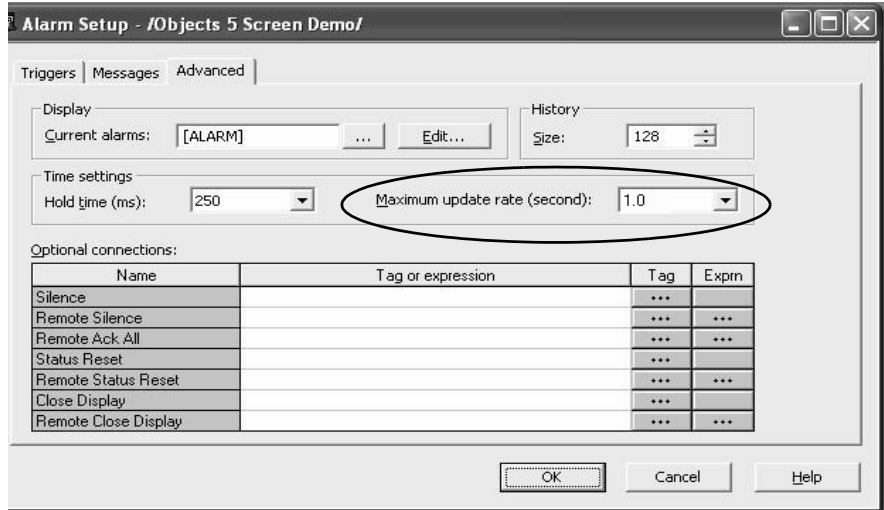 Alarm Setup - /Objects 5 Screen Demo/
Triggers Messages Advanced
Display
Current alarms: [ALARM] ... Edit...
History
Size: 128
Time settings
Hold time (ms): 250 Maximum update rate (second): 1.0
Optional connections:
Name Tag or expression Tag Exprn
Silence
Remote Silence
Remote Ack All
Status Reset
Remote Status Reset
Close Display
Remote Close Display
OK Cancel Help